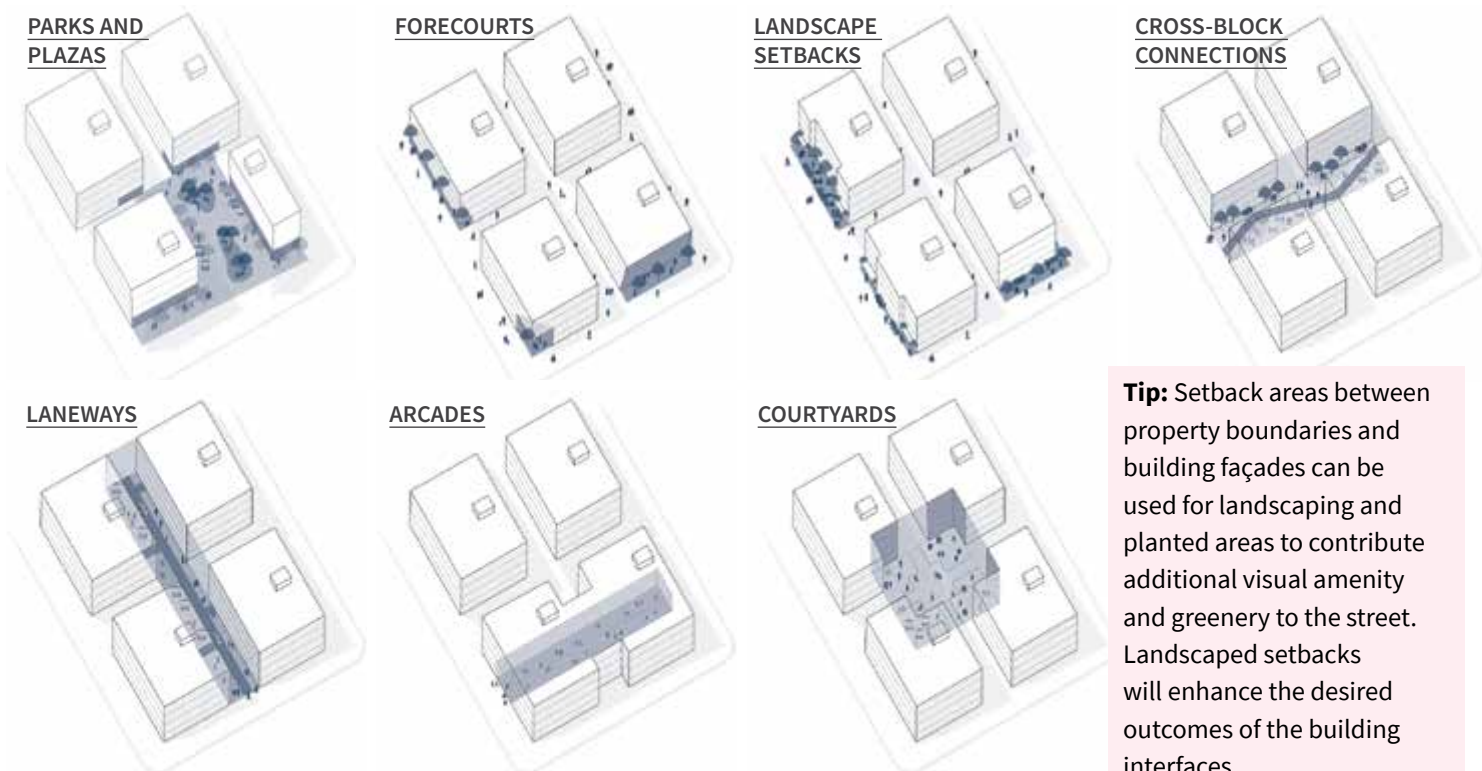 PARKS AND
PLAZAS
FORECOURTS
LANDSCAPE
SETBACKS
CROSS-BLOCK
CONNECTIONS
LANEWAYS
ARCADES
COURTYARDS
Tip: Setback areas between
property boundaries and
building façades can be
used for landscaping and
planted areas to contribute
additional visual amenity
and greenery to the street.
Landscaped setbacks
will enhance the desired
outcomes of the building
interfaces